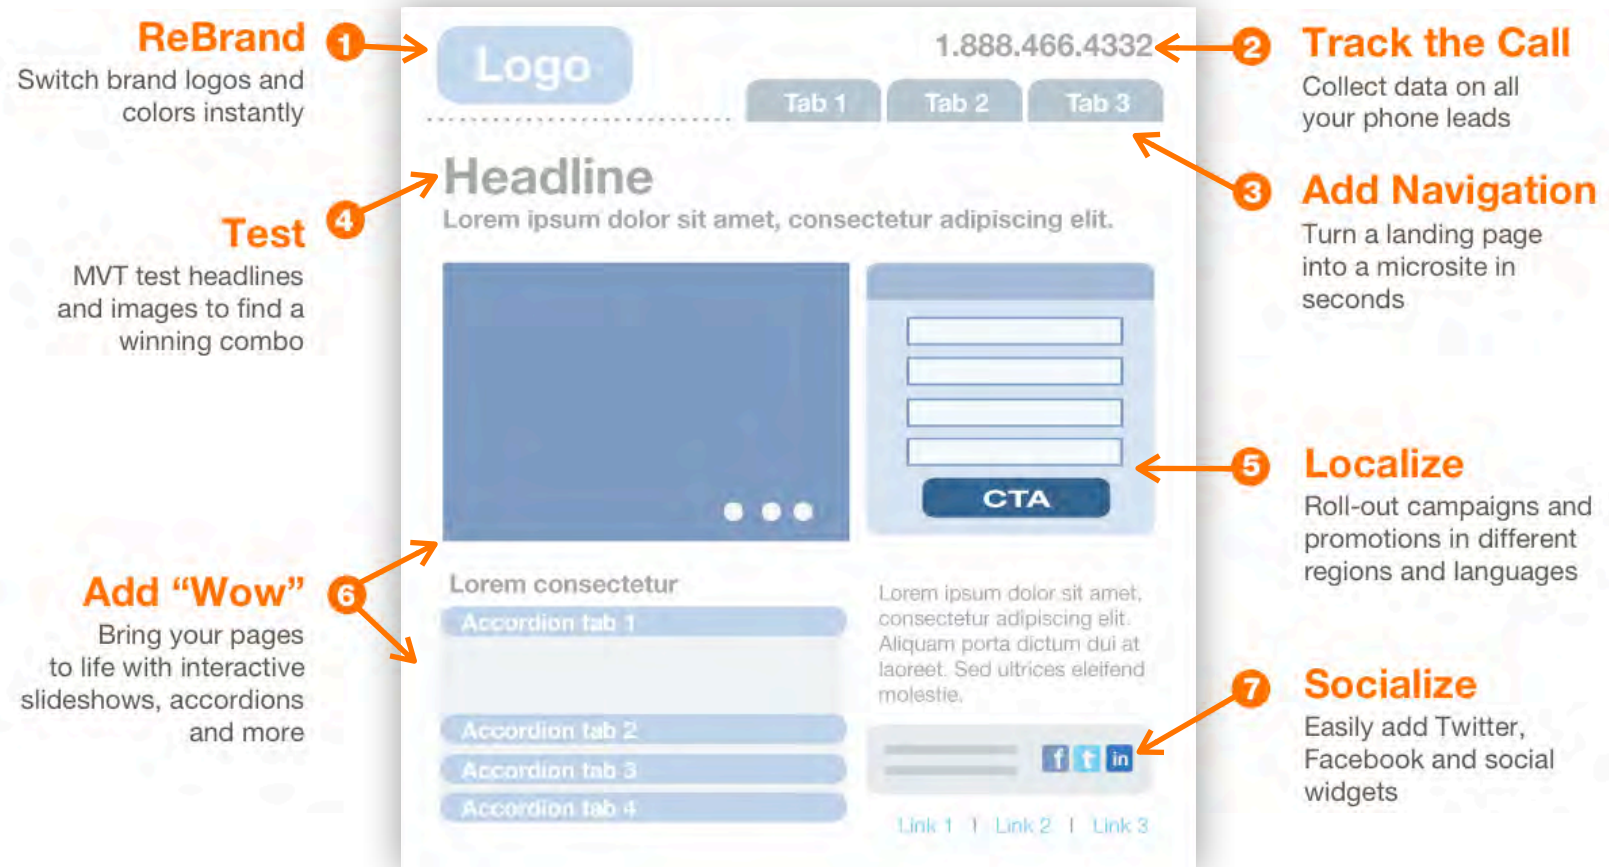 ReBrand
1
Switch brand logos and
colors instantly
Logo
1.888.466.4332
2
Track the Call
Collect data on all
your phone leads
Tab 1
Tab 2
Tab 3
3
Add Navigation
Turn a landing page
into a microsite in
seconds
4
Test
MVT test headlines
and images to find a
winning combo
Headline
Lorem ipsum dolor sit amet, consectetur adipiscing elit.
CTA
5
Localize
Roll-out campaigns and
promotions in different
regions and languages
Add “Wow”
6
Bring your pages
to life with interactive
slideshows, accordions
and more
Lorem consectetur
Accordion tab 1
Accordion tab 2
Accordion tab 3
Accordion tab 4
Lorem ipsum dolor sit amet,
consectetur adipiscing elit.
Aliquam porta dictum dui at
laoreet. Sed ultrices eleifend
molestie.
f t in
7
Socialize
Easily add Twitter,
Facebook and social
widgets
Link 1 | Link 2 | Link 3